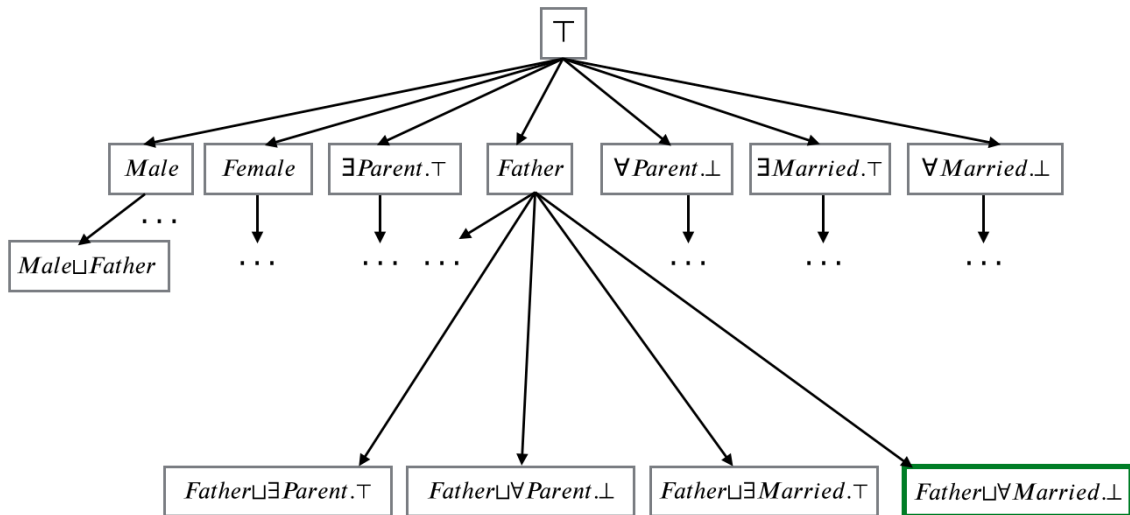 ⊤
Male Female ∃Parent.⊤ Father ∀Parent.⊥ ∃Married.⊤ ∀Married.⊥
...
Male⊔Father ... ... ... ... ... ...
Father⊔∃Parent.⊤ Father⊔∀Parent.⊥ Father⊔∃Married.⊤ Father⊔∀Married.⊥